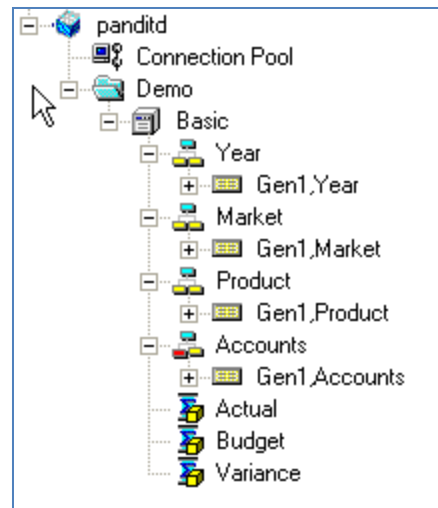 panditd
Connection Pool
Demo
Basic
Year
Gen1,Year
Market
Gen1,Market
Product
Gen1,Product
Accounts
Gen1,Accounts
Actual
Budget
Variance